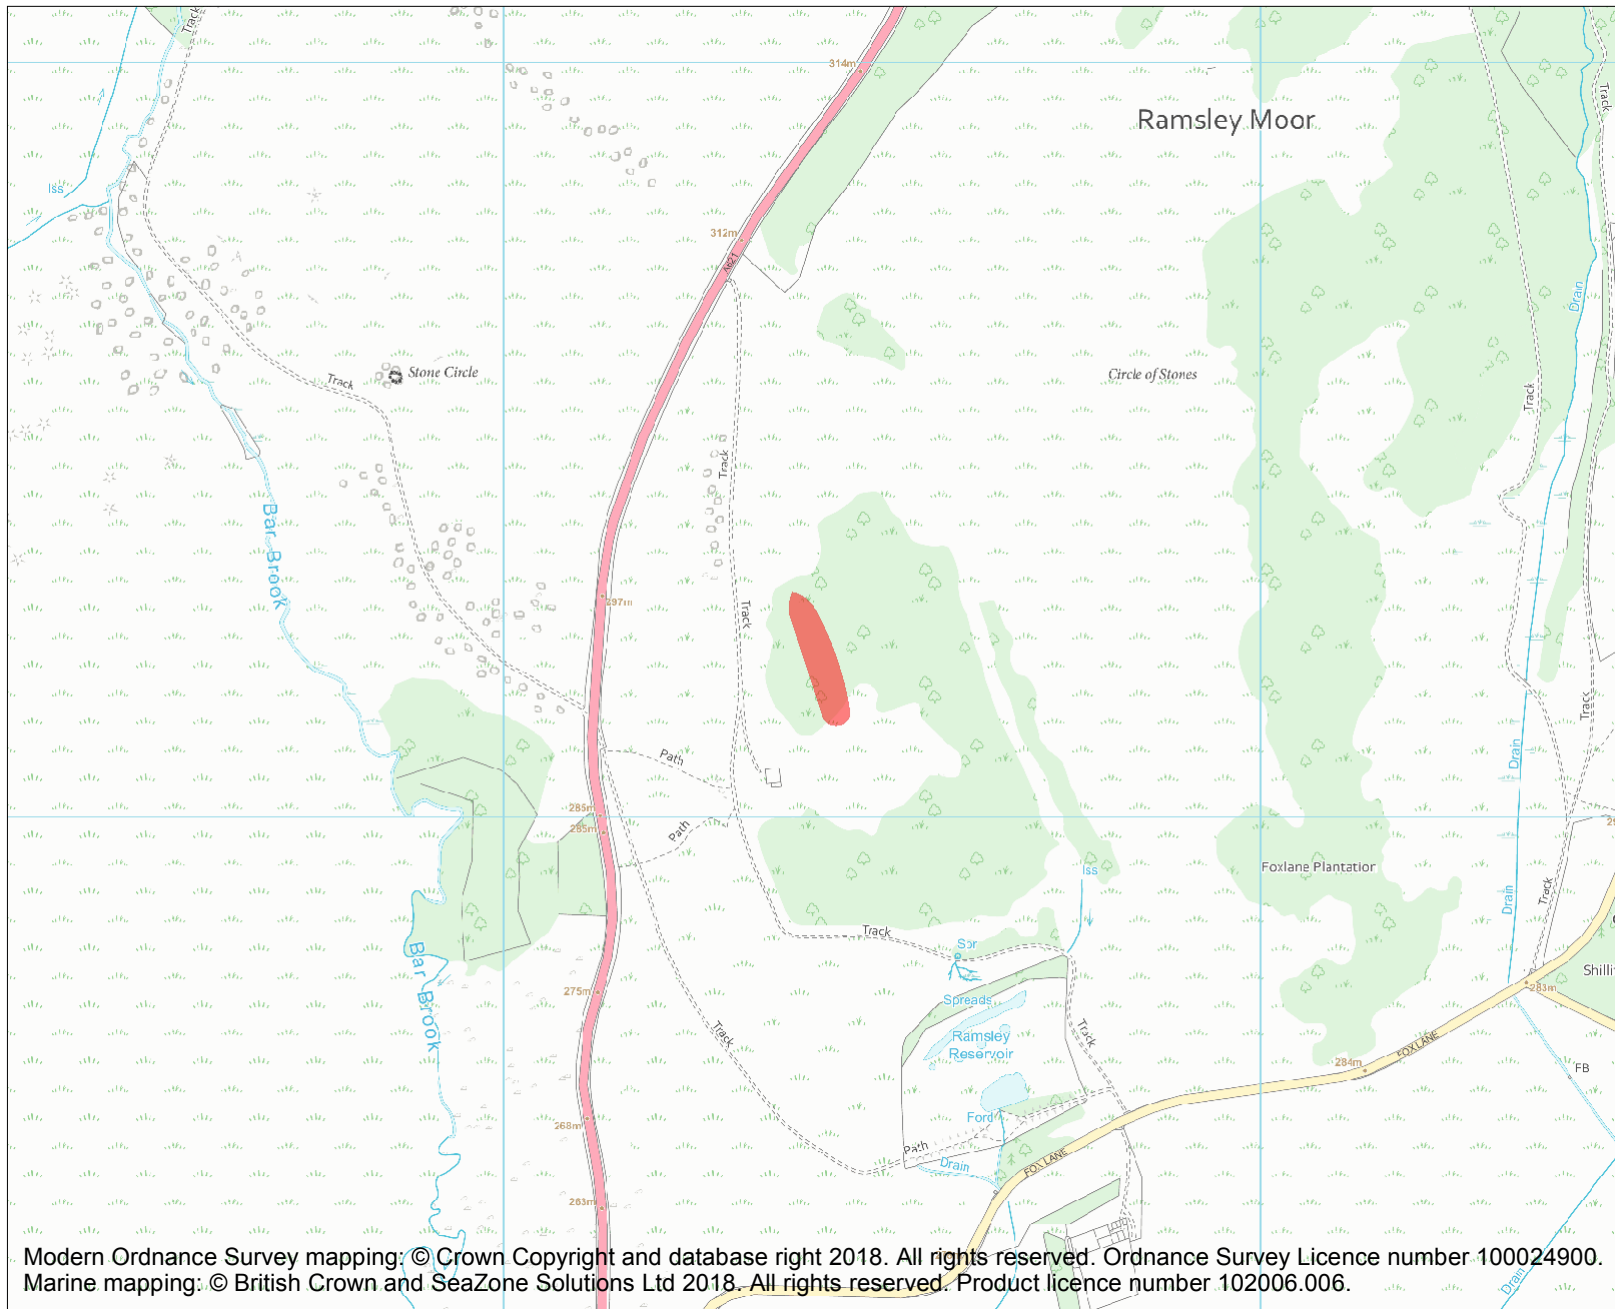 Track
314m
Ramsley Moor
Track
Iss
312m
A621
Drain
Stone Circle
Circle of Stones
Track
Track
Track
Bar Brook
297m
Track
Track
Drain
Path
285m
285m
Path
Foxlane Plantation
Iss
Track
Drain
Track
Spr
Bar Brook
275m
Spreads
283m
Ramsley
Reservoir
Track
Track
FOX LANE
284m
FB
Ford
268m
Path
Drain
FOX LANE
263m
Drain
Modern Ordnance Survey mapping: © Crown Copyright and database right 2018. All rights reserved. Ordnance Survey Licence number 100024900.
Marine mapping: © British Crown and SeaZone Solutions Ltd 2018. All rights reserved. Product licence number 102006.006.